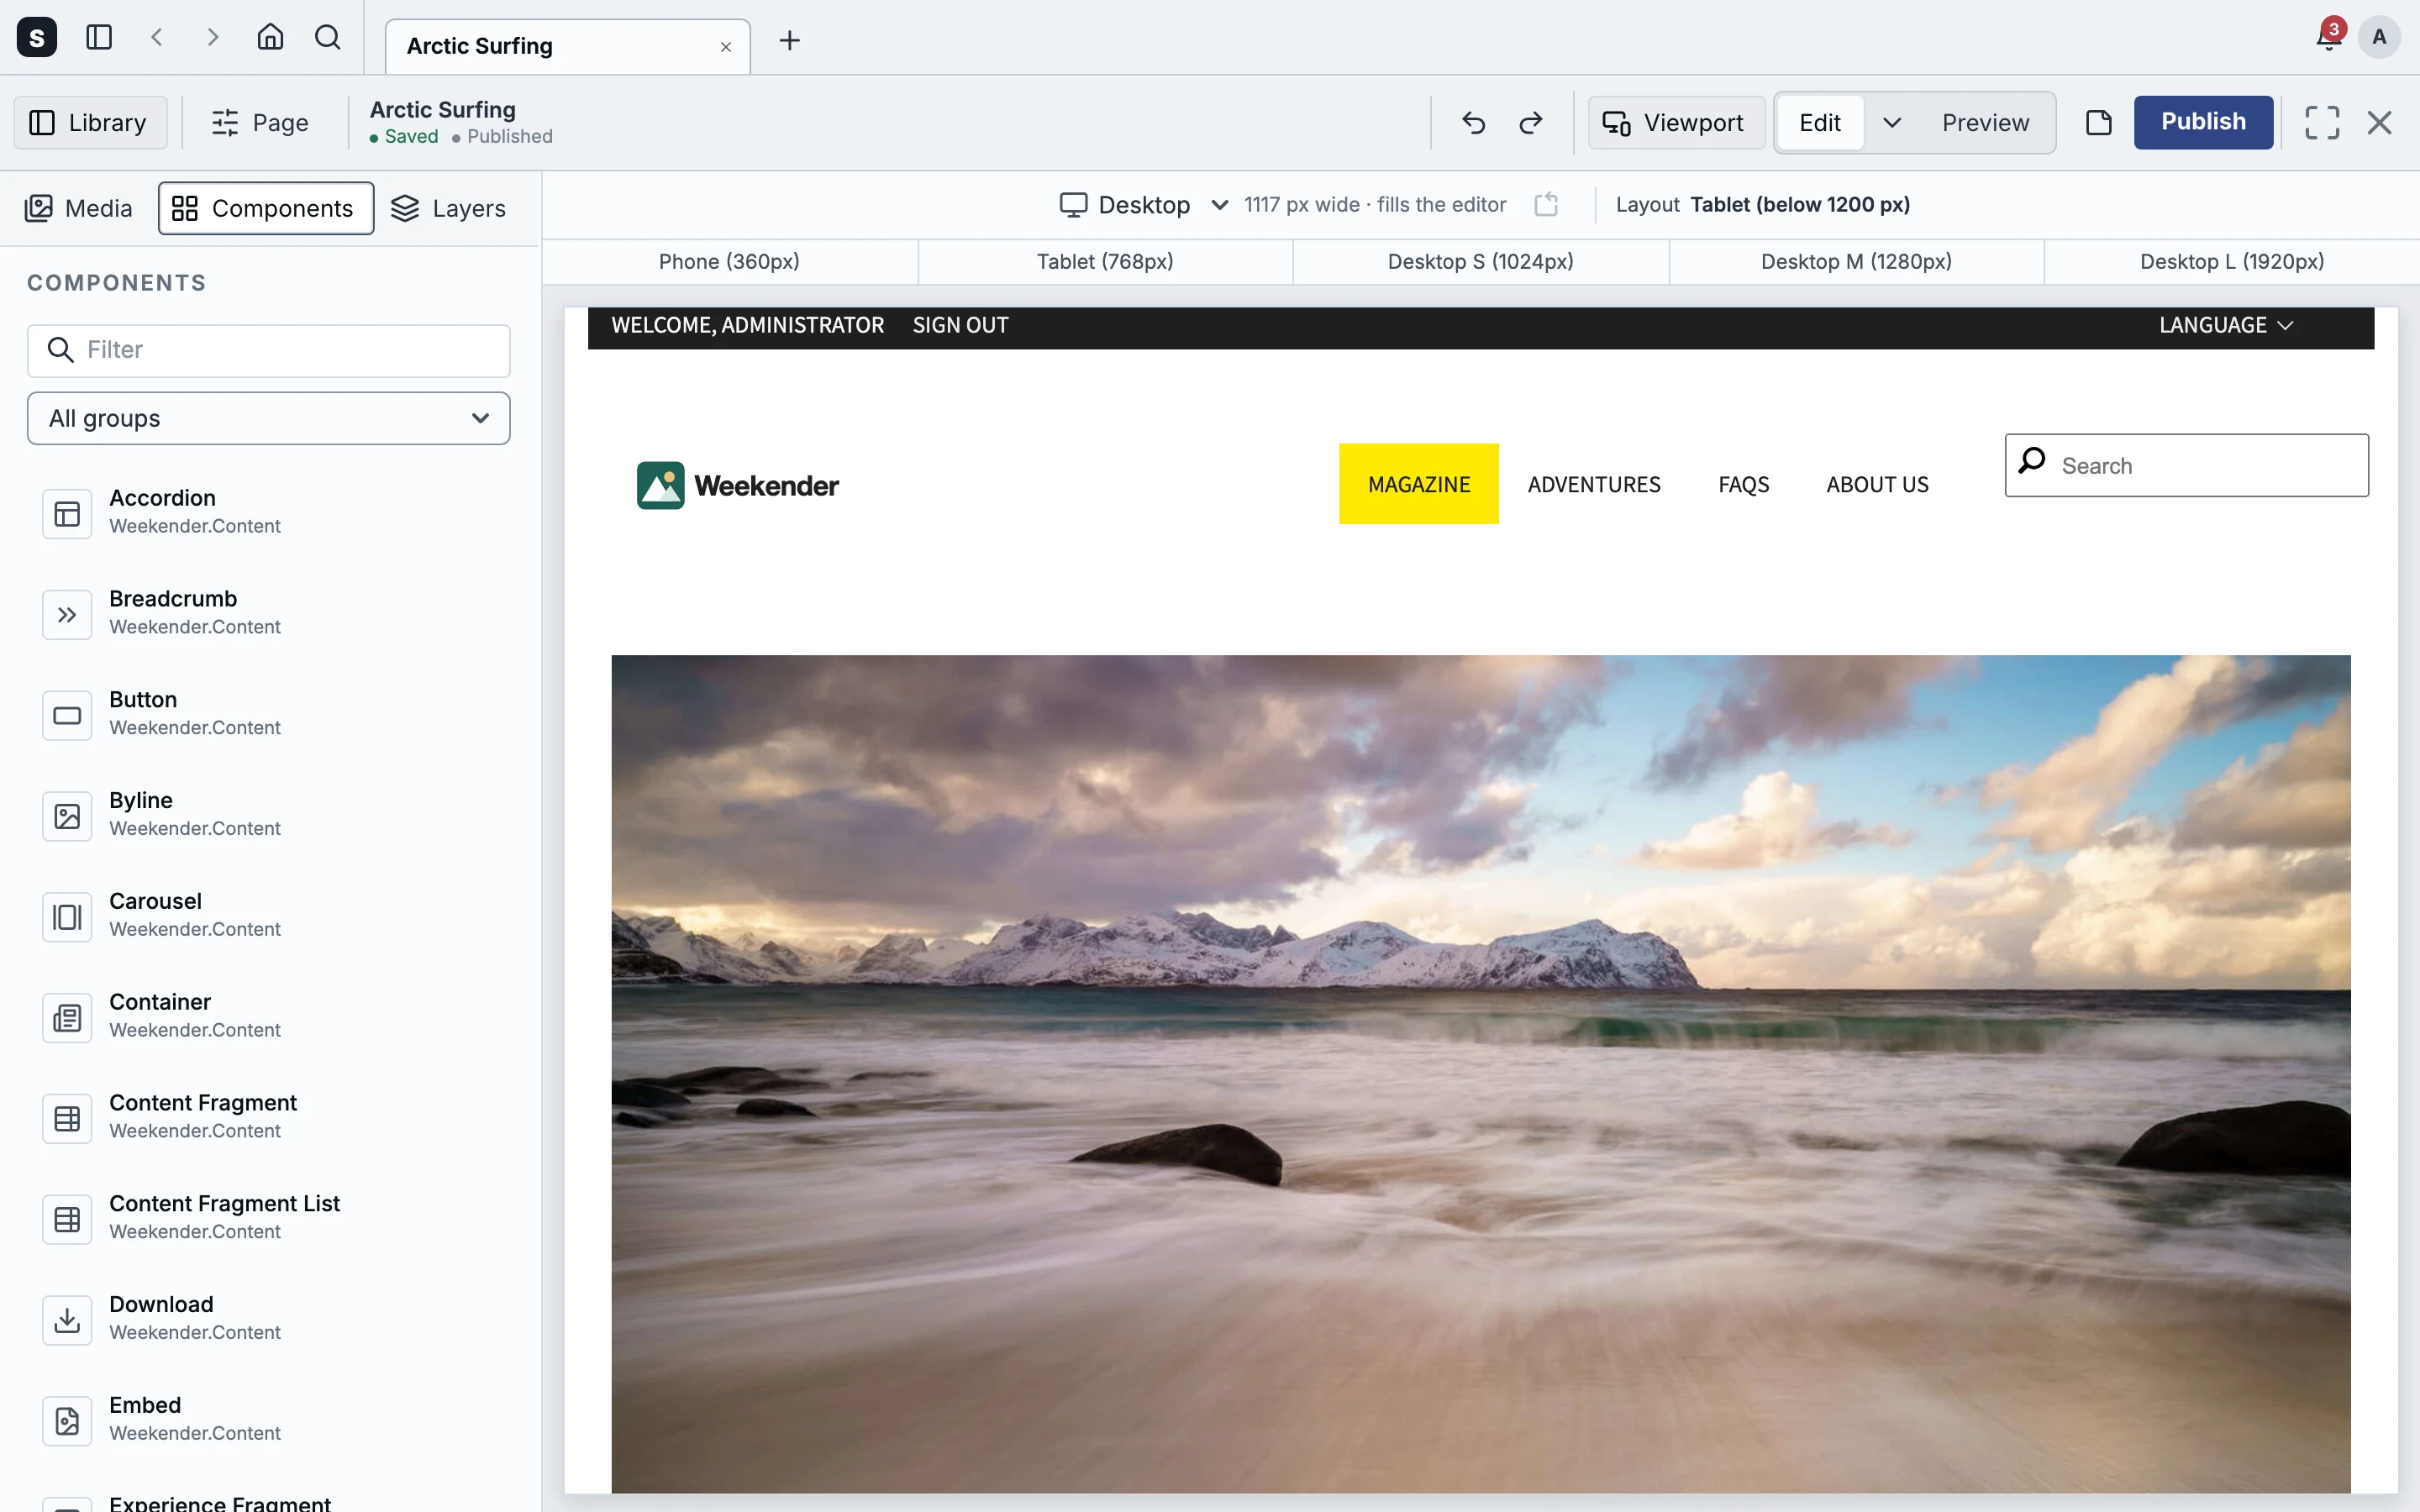 S
Arctic Surfing
3
A
Library
Page
Arctic Surfing
Saved Published
Viewport
Edit
Preview
Publish
Media
Components
Layers
Desktop
1117 px wide · fills the editor
Layout Tablet (below 1200 px)
Phone (360px)
Tablet (768px)
Desktop S (1024px)
Desktop M (1280px)
Desktop L (1920px)
COMPONENTS
Filter
All groups
Accordion
Weekender.Content
Breadcrumb
Weekender.Content
Button
Weekender.Content
Byline
Weekender.Content
Carousel
Weekender.Content
Container
Weekender.Content
Content Fragment
Weekender.Content
Content Fragment List
Weekender.Content
Download
Weekender.Content
Embed
Weekender.Content
Experience Fragment
WELCOME, ADMINISTRATOR
SIGN OUT
LANGUAGE
Weekender
MAGAZINE
ADVENTURES
FAQS
ABOUT US
Search